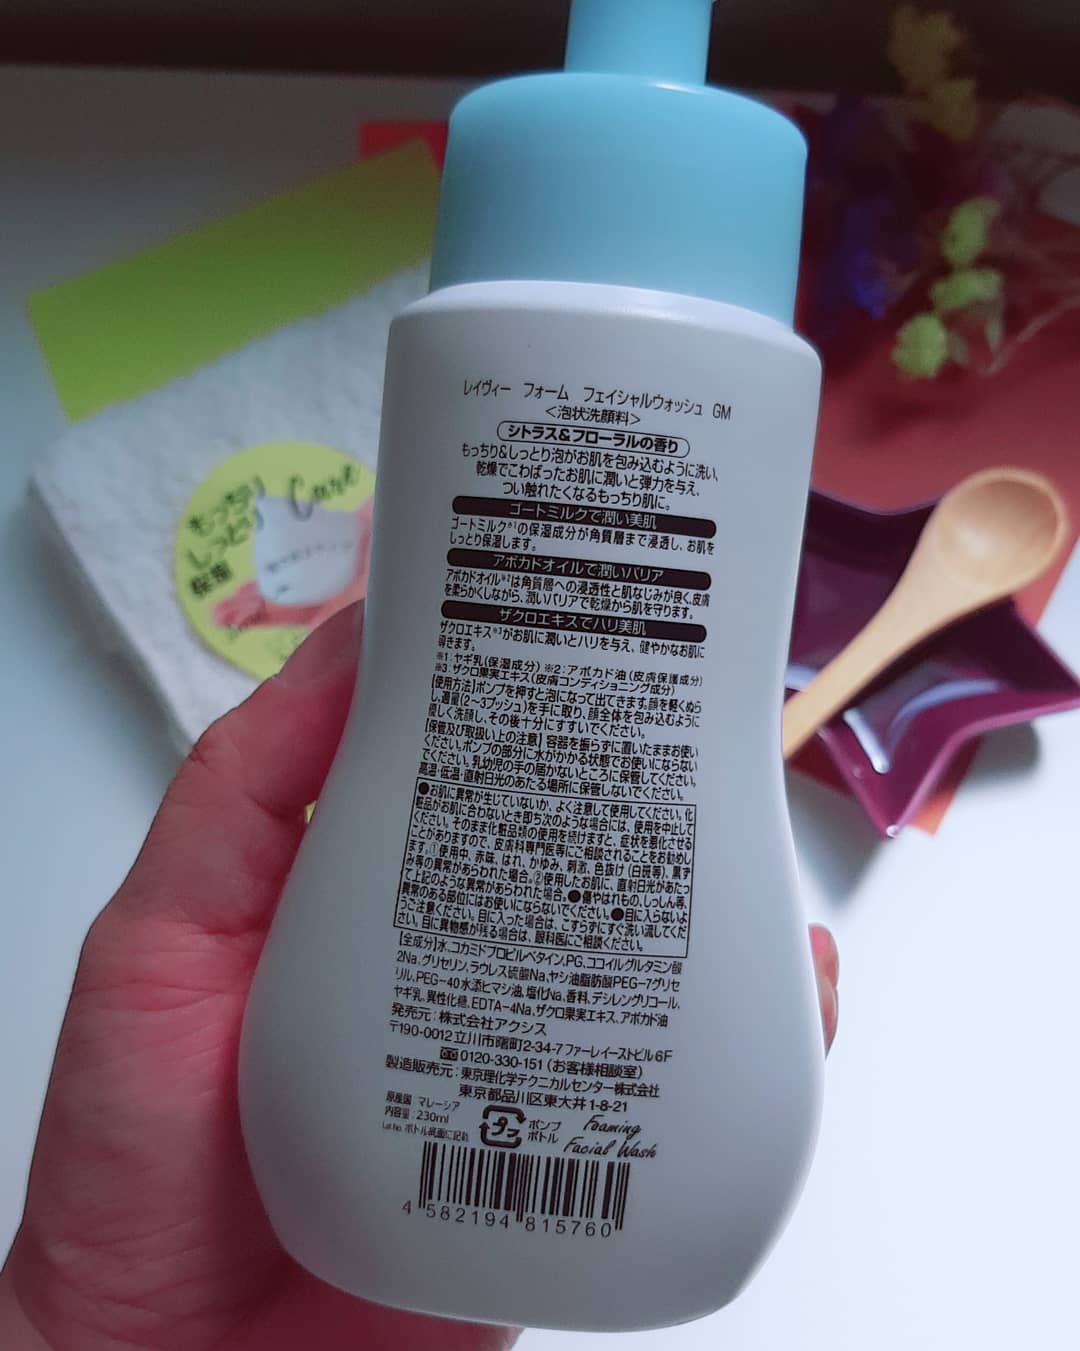 レイヴィー　フォーム　フェイシャルウォッシュ　GM
<泡状洗顔料>
シトラス&フローラルの香り
もっちり&しっとり泡がお肌を包み込むように洗い、
乾燥でこわばったお肌に潤いと弾力を与え、
つい触れたくなるもっちり肌に。
ゴートミルクで潤い美肌
ゴートミルク※1の保湿成分が角質層まで浸透し、お肌を
しっとり保湿します。
アボカドオイルで潤いバリア
アボカドオイル※2は角質層への浸透性と肌なじみが良く、皮膚
を柔らかくしながら、潤いバリアで乾燥から肌を守ります。
ザクロエキスでハリ美肌
ザクロエキス※3がお肌に潤いとハリを与え、健やかなお肌に
導きます。
※1:ヤギ乳(保湿成分) ※2:アボカド油(皮膚保護成分)
※3:ザクロ果実エキス(皮膚コンディショニング成分)
[使用方法]ポンプを押すと泡になって出てきます。顔を軽くぬら
し、適量(2~3プッシュ)を手に取り、顔全体を包み込むように
優しく洗顔し、その後十分にすすいでください。
[保管及び取扱い上の注意] 容器を振らずに置いたままお使い
ください。ポンプの部分に水がかかる状態でお使いにならない
でください。乳幼児の手の届かないところに保管してください。
高温・低温・直射日光のあたる場所に保管しないでください。
●お肌に異常が生じていないか、よく注意して使用してください。化
粧品がお肌に合わないとき即ち次のような場合には、使用を中止して
ください。そのまま化粧品類の使用を続けますと、症状を悪化させる
ことがありますので、皮膚科専門医等にご相談されることをお勧めし
ます。①使用中、赤味、はれ、かゆみ、刺激、色抜け(白斑等)、黒ず
み等の異常があらわれた場合。②使用したお肌に、直射日光があたっ
て上記のような異常があらわれた場合。●傷やはれもの、しっしん等、
異常のある部位にはお使いにならないでください。●目に入らないよ
うご注意ください。目に入った場合は、こすらずにすぐ洗い流してくだ
さい。目に異物感が残る場合は、眼科医にご相談ください。
[全成分]水、コカミドプロピルベタイン、PG、ココイルグルタミン酸
2Na、グリセリン、ラウレス硫酸Na、ヤシ油脂肪酸PEG-7グリセ
リル、PEG-40水添ヒマシ油、塩化Na、香料、デシレングリコール、
ヤギ乳、異性化糖、EDTA-4Na、ザクロ果実エキス、アボカド油
発売元:株式会社アクシス
〒190-0012 立川市曙町2-34-7 ファーレイーストビル6F
0120-330-151(お客様相談室)
製造販売元:東京理化学テクニカルセンター株式会社
東京都品川区東大井1-8-21
原産国 マレーシア
内容量:230ml
Lot No. ボトル底面に記載
プラ
ポンプ
ボトル
Foaming
Facial Wash
4 582194 815760
もっちり
しっとり
保湿
Care